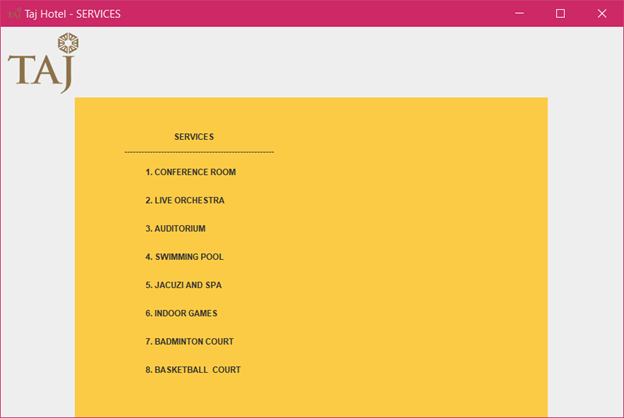 Taj Hotel - SERVICES
TAJ
SERVICES
------------------------------------------------------
1. CONFERENCE ROOM
2. LIVE ORCHESTRA
3. AUDITORIUM
4. SWIMMING POOL
5. JACUZI AND SPA
6. INDOOR GAMES
7. BADMINTON COURT
8. BASKETBALL  COURT